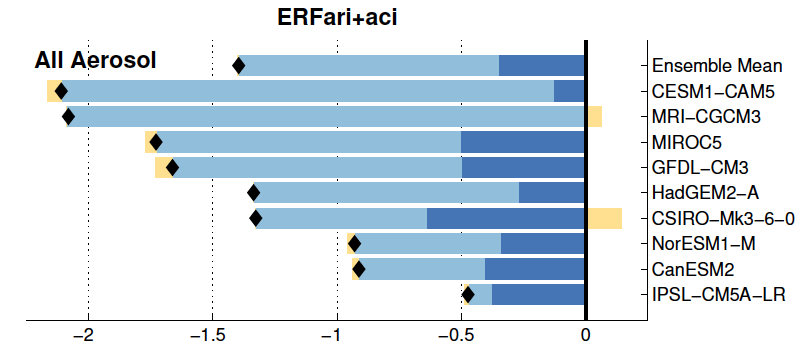 ERFari+aci
All Aerosol
Ensemble Mean
CESM1−CAM5
MRI−CGCM3
MIROC5
GFDL−CM3
HadGEM2−A
CSIRO−Mk3−6−0
NorESM1−M
CanESM2
IPSL−CM5A−LR
−2 −1.5 −1 −0.5 0